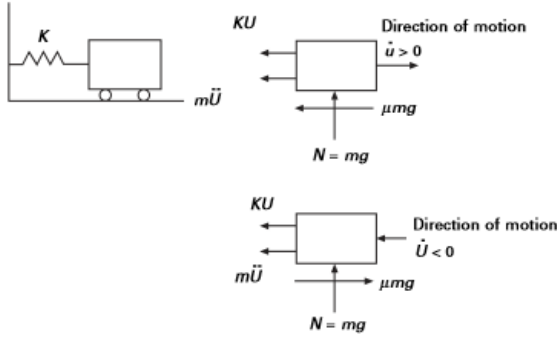 K
mÜ
KU
Direction of motion
u̇ > 0
μmg
N = mg
KU
Direction of motion
U̇ < 0
mÜ
μmg
N = mg